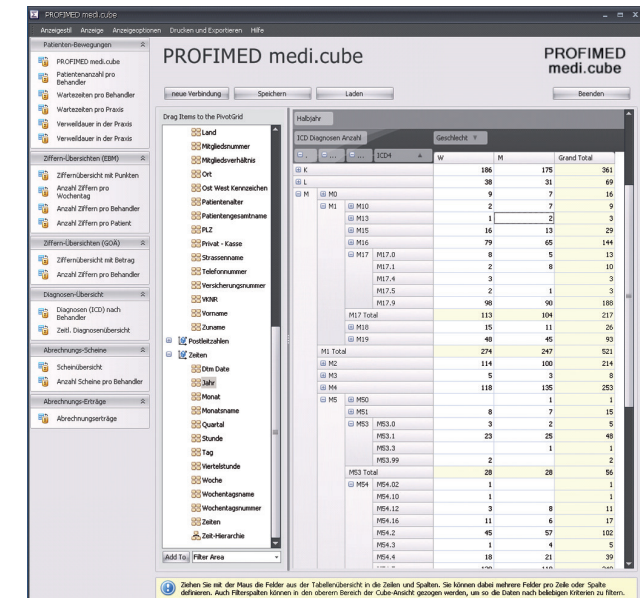 PROFIMED medi.cube
Anzeigestil Anzeige Anzeigeoptionen Drucken und Exportieren Hilfe
Patienten-Bewegungen
PROFIMED medi.cube
Patientenanzahl pro
Behandler
Wartezeiten pro Behandler
Wartezeiten pro Praxis
Verweildauer in der Praxis
Verweildauer in der Praxis
Ziffern-Übersichten (EBM)
Ziffernübersicht mit Punkten
Anzahl Ziffern pro
Wochentag
Anzahl Ziffern pro Behandler
Anzahl Ziffern pro Patient
Ziffern-Übersichten (GOÄ)
Ziffernübersicht mit Betrag
Anzahl Ziffern pro Behandler
Diagnosen-Übersicht
Diagnosen (ICD) nach
Behandler
Zeitl. Diagnosenübersicht
Abrechnungs-Scheine
Scheinübersicht
Anzahl Scheine pro Behandler
Abrechnungs-Erträge
Abrechnungserträge
PROFIMED medi.cube
PROFIMED
medi.cube
neue Verbindung Speichern Laden Beenden
Drag Items to the PivotGrid
Land
Mitgliedsnummer
Mitgliedsverhältnis
Ort
Ost West Kennzeichen
Patientenalter
Patientengesamtname
PLZ
Privat - Kasse
Strassenname
Telefonnummer
Versicherungsnummer
VKNR
Vorname
Zuname
Postleitzahlen
Zeiten
Dtm Date
Jahr
Monat
Monatsname
Quartal
Stunde
Tag
Viertelstunde
Woche
Wochentagsname
Wochentagsnummer
Zeiten
Zeit-Hierarchie
Add To Filter Area
Halbjahr
ICD Diagnosen Anzahl Geschlecht
ICD4 W M Grand Total
K 186 175 361
L 38 31 69
M M0 9 7 16
M1 M10 2 7 9
M13 1 2 3
M15 16 13 29
M16 79 65 144
M17 M17.0 8 5 13
M17.1 2 8 10
M17.4 3 3
M17.5 2 1 3
M17.9 98 90 188
M17 Total 113 104 217
M18 15 11 26
M19 48 45 93
M1 Total 274 247 521
M2 114 100 214
M3 5 3 8
M4 118 135 253
M5 M50 1 1
M51 8 7 15
M53 M53.0 3 2 5
M53.1 23 25 48
M53.3 1 1
M53.99 2 2
M53 Total 28 28 56
M54 M54.02 1 1
M54.10 1 1
M54.12 3 8 11
M54.16 11 6 17
M54.2 45 57 102
M54.3 1 4 5
M54.4 18 21 39
Ziehen Sie mit der Maus die Felder aus der Tabellenübersicht in die Zeilen und Spalten. Sie können dabei mehrere Felder pro Zeile oder Spalte
definieren. Auch Filterspalten können in den oberem Bereich der Cube-Ansicht gezogen werden, um so die Daten nach beliebigen Kriterien zu filtern.